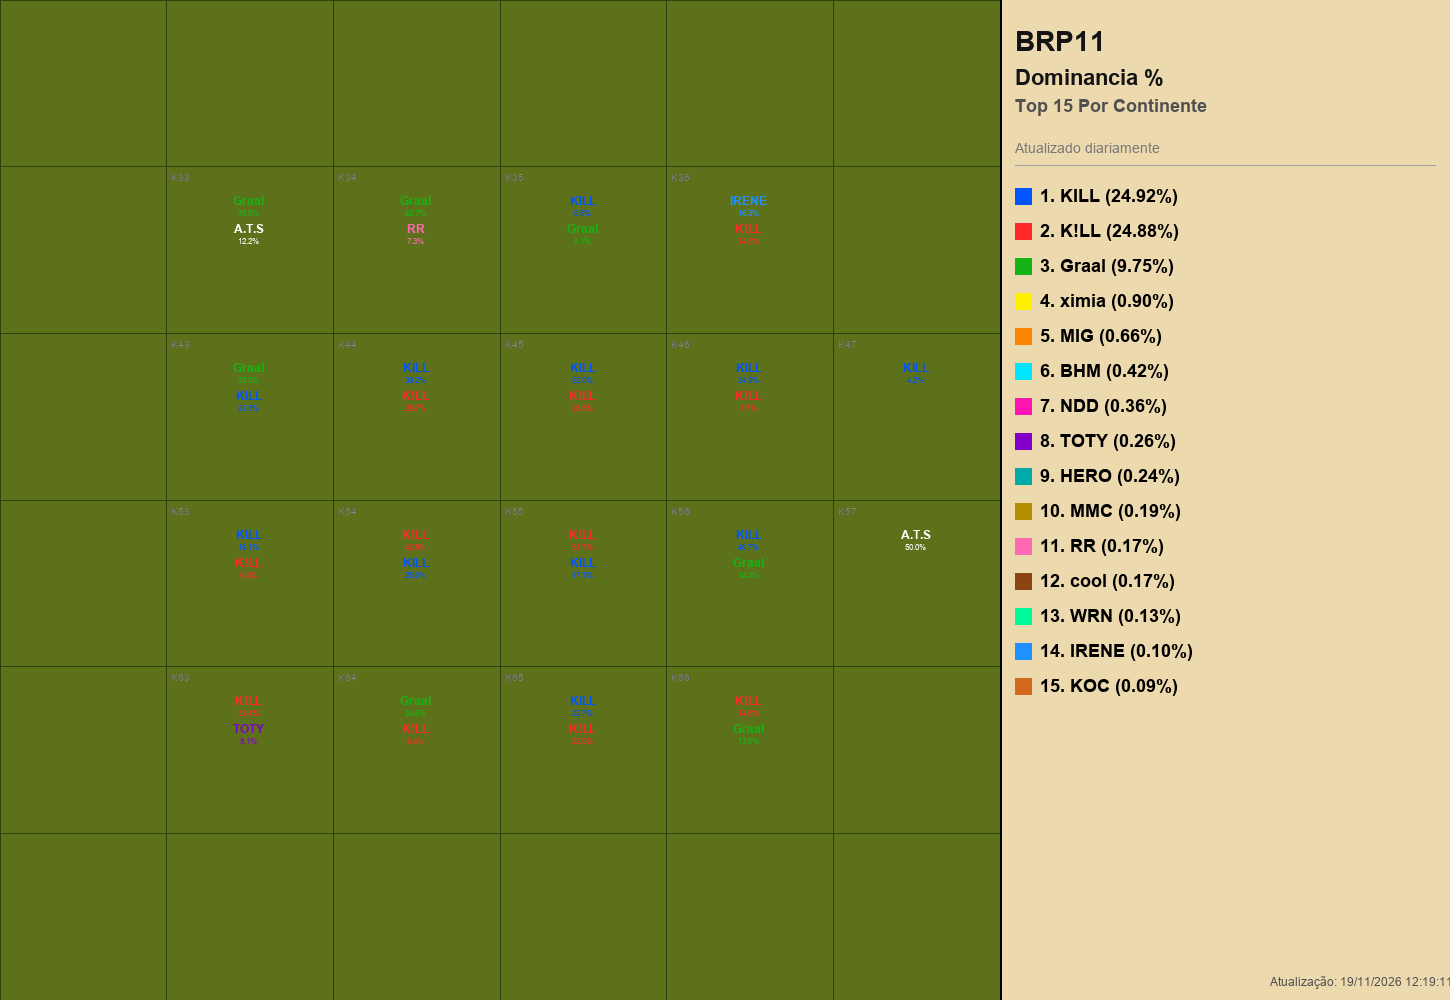 BRP11
Dominancia %
Top 15 Por Continente
Atualizado diariamente
1. KILL (24.92%)
2. K!LL (24.88%)
3. Graal (9.75%)
4. ximia (0.90%)
5. MIG (0.66%)
6. BHM (0.42%)
7. NDD (0.36%)
8. TOTY (0.26%)
9. HERO (0.24%)
10. MMC (0.19%)
11. RR (0.17%)
12. cool (0.17%)
13. WRN (0.13%)
14. IRENE (0.10%)
15. KOC (0.09%)
Atualização: 19/11/2026 12:19:11
K33
Graal
A.T.S
12.2%
K34
Graal
RR
7.3%
K35
KILL
Graal
K36
IRENE
K!LL
K43
Graal
KILL
K44
KILL
K!LL
K45
KILL
K!LL
K46
KILL
K!LL
K47
KILL
K53
KILL
K!LL
K54
K!LL
KILL
K55
K!LL
KILL
K56
KILL
Graal
K57
A.T.S
50.0%
K63
K!LL
TOTY
K64
Graal
K!LL
K65
KILL
K!LL
K66
K!LL
Graal